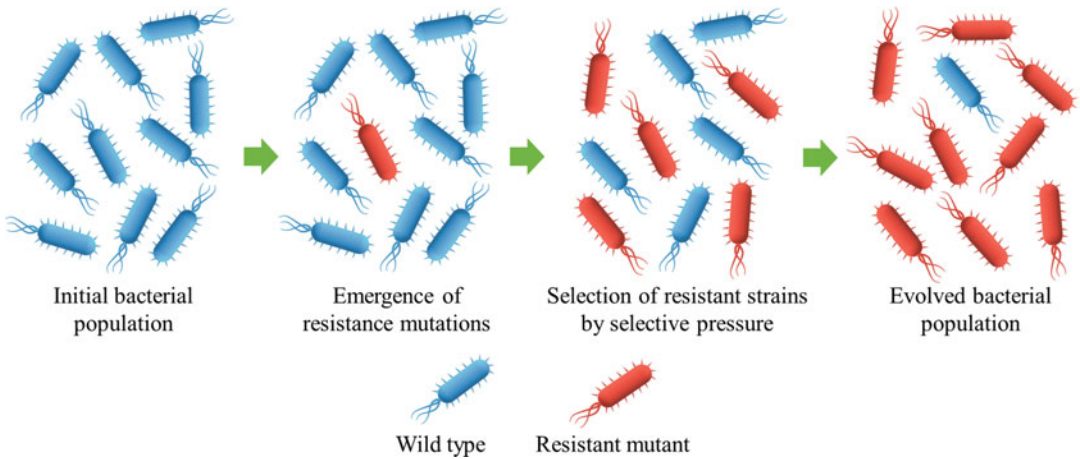 Initial bacterial
population
Emergence of
resistance mutations
Selection of resistant strains
by selective pressure
Evolved bacterial
population
Wild type
Resistant mutant